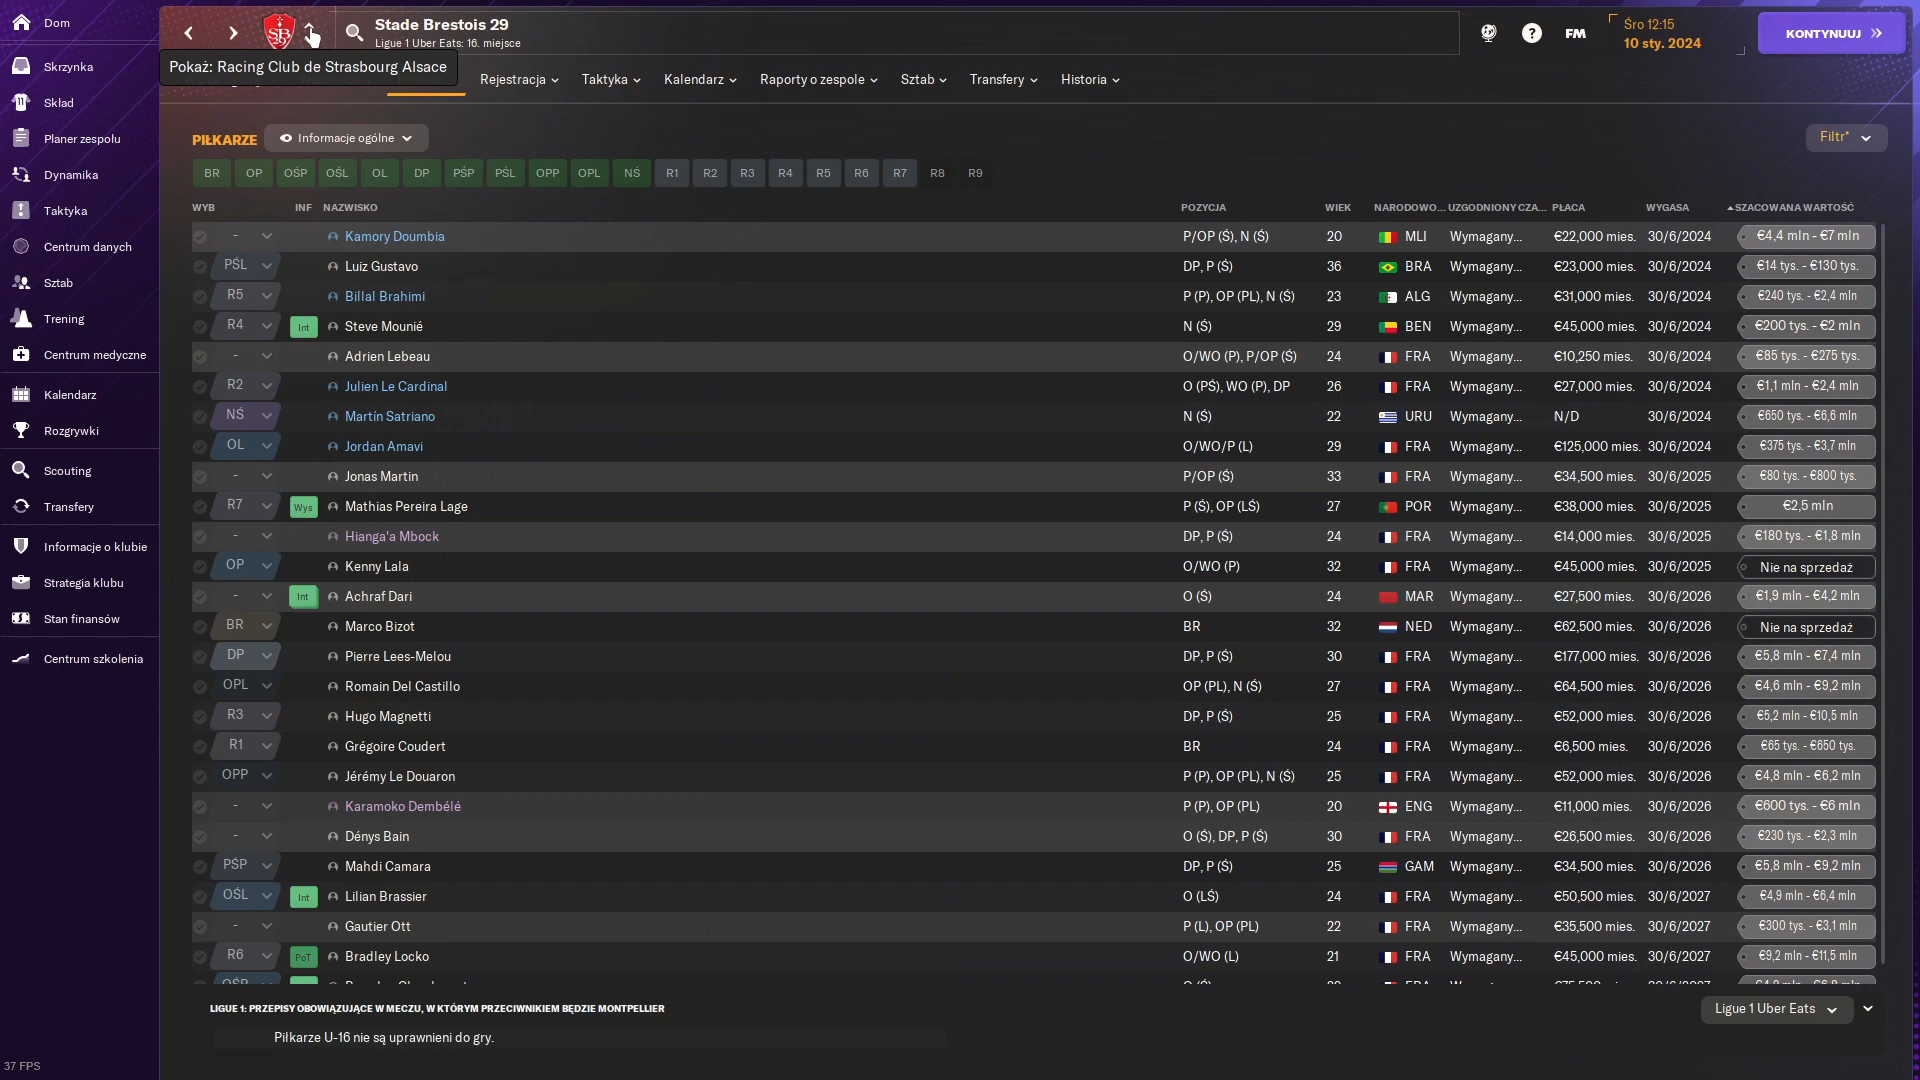 Dom
Skrzynka
Skład
Planer zespołu
Dynamika
Taktyka
Centrum danych
Sztab
Trening
Centrum medyczne
Kalendarz
Rozgrywki
Scouting
Transfery
Informacje o klubie
Strategia klubu
Stan finansów
Centrum szkolenia
37 FPS
Stade Brestois 29
Ligue 1 Uber Eats: 16. miejsce
FM
Śro 12:15
10 sty. 2024
KONTYNUUJ
Pokaż: Racing Club de Strasbourg Alsace
Rejestracja Taktyka Kalendarz Raporty o zespole Sztab Transfery Historia
PIŁKARZE Informacje ogólne Filtr*
BR OP OŚP OŚL OL DP PŚP PŚL OPP OPL NŚ R1 R2 R3 R4 R5 R6 R7 R8 R9
WYB INF NAZWISKO POZYCJA WIEK NARODOWO... UZGODNIONY CZA... PŁACA WYGASA SZACOWANA WARTOŚĆ
- Kamory Doumbia P/OP (Ś), N (Ś) 20 MLI Wymagany... €22,000 mies. 30/6/2024 €4,4 mln - €7 mln
PŚL Luiz Gustavo DP, P (Ś) 36 BRA Wymagany... €23,000 mies. 30/6/2024 €14 tys. - €130 tys.
R5 Billal Brahimi P (P), OP (PL), N (Ś) 23 ALG Wymagany... €31,000 mies. 30/6/2024 €240 tys. - €2,4 mln
R4 Int Steve Mounié N (Ś) 29 BEN Wymagany... €45,000 mies. 30/6/2024 €200 tys. - €2 mln
- Adrien Lebeau O/WO (P), P/OP (Ś) 24 FRA Wymagany... €10,250 mies. 30/6/2024 €85 tys. - €275 tys.
R2 Julien Le Cardinal O (PŚ), WO (P), DP 26 FRA Wymagany... €27,000 mies. 30/6/2024 €1,1 mln - €2,4 mln
NŚ Martín Satriano N (Ś) 22 URU Wymagany... N/D 30/6/2024 €650 tys. - €6,6 mln
OL Jordan Amavi O/WO/P (L) 29 FRA Wymagany... €125,000 mies. 30/6/2024 €375 tys. - €3,7 mln
- Jonas Martin P/OP (Ś) 33 FRA Wymagany... €34,500 mies. 30/6/2025 €80 tys. - €800 tys.
R7 Wys Mathias Pereira Lage P (Ś), OP (LŚ) 27 POR Wymagany... €38,000 mies. 30/6/2025 €2,5 mln
- Hianga'a Mbock DP, P (Ś) 24 FRA Wymagany... €14,000 mies. 30/6/2025 €180 tys. - €1,8 mln
OP Kenny Lala O/WO (P) 32 FRA Wymagany... €45,000 mies. 30/6/2025 Nie na sprzedaż
- Int Achraf Dari O (Ś) 24 MAR Wymagany... €27,500 mies. 30/6/2026 €1,9 mln - €4,2 mln
BR Marco Bizot BR 32 NED Wymagany... €62,500 mies. 30/6/2026 Nie na sprzedaż
DP Pierre Lees-Melou DP, P (Ś) 30 FRA Wymagany... €177,000 mies. 30/6/2026 €5,8 mln - €7,4 mln
OPL Romain Del Castillo OP (PL), N (Ś) 27 FRA Wymagany... €64,500 mies. 30/6/2026 €4,6 mln - €9,2 mln
R3 Hugo Magnetti DP, P (Ś) 25 FRA Wymagany... €52,000 mies. 30/6/2026 €5,2 mln - €10,5 mln
R1 Grégoire Coudert BR 24 FRA Wymagany... €6,500 mies. 30/6/2026 €65 tys. - €650 tys.
OPP Jérémy Le Douaron P (P), OP (PL), N (Ś) 25 FRA Wymagany... €52,000 mies. 30/6/2026 €4,8 mln - €6,2 mln
- Karamoko Dembélé P (P), OP (PL) 20 ENG Wymagany... €11,000 mies. 30/6/2026 €600 tys. - €6 mln
- Dénys Bain O (Ś), DP, P (Ś) 30 FRA Wymagany... €26,500 mies. 30/6/2026 €230 tys. - €2,3 mln
PŚP Mahdi Camara DP, P (Ś) 25 GAM Wymagany... €34,500 mies. 30/6/2026 €5,8 mln - €9,2 mln
OŚL Int Lilian Brassier O (LŚ) 24 FRA Wymagany... €50,500 mies. 30/6/2027 €4,9 mln - €6,4 mln
- Gautier Ott P (L), OP (PL) 22 FRA Wymagany... €35,500 mies. 30/6/2027 €300 tys. - €3,1 mln
R6 PoT Bradley Locko O/WO (L) 21 FRA Wymagany... €45,000 mies. 30/6/2027 €9,2 mln - €11,5 mln
LIGUE 1: PRZEPISY OBOWIĄZUJĄCE W MECZU, W KTÓRYM PRZECIWNIKIEM BĘDZIE MONTPELLIER
Ligue 1 Uber Eats
Piłkarze U-16 nie są uprawnieni do gry.